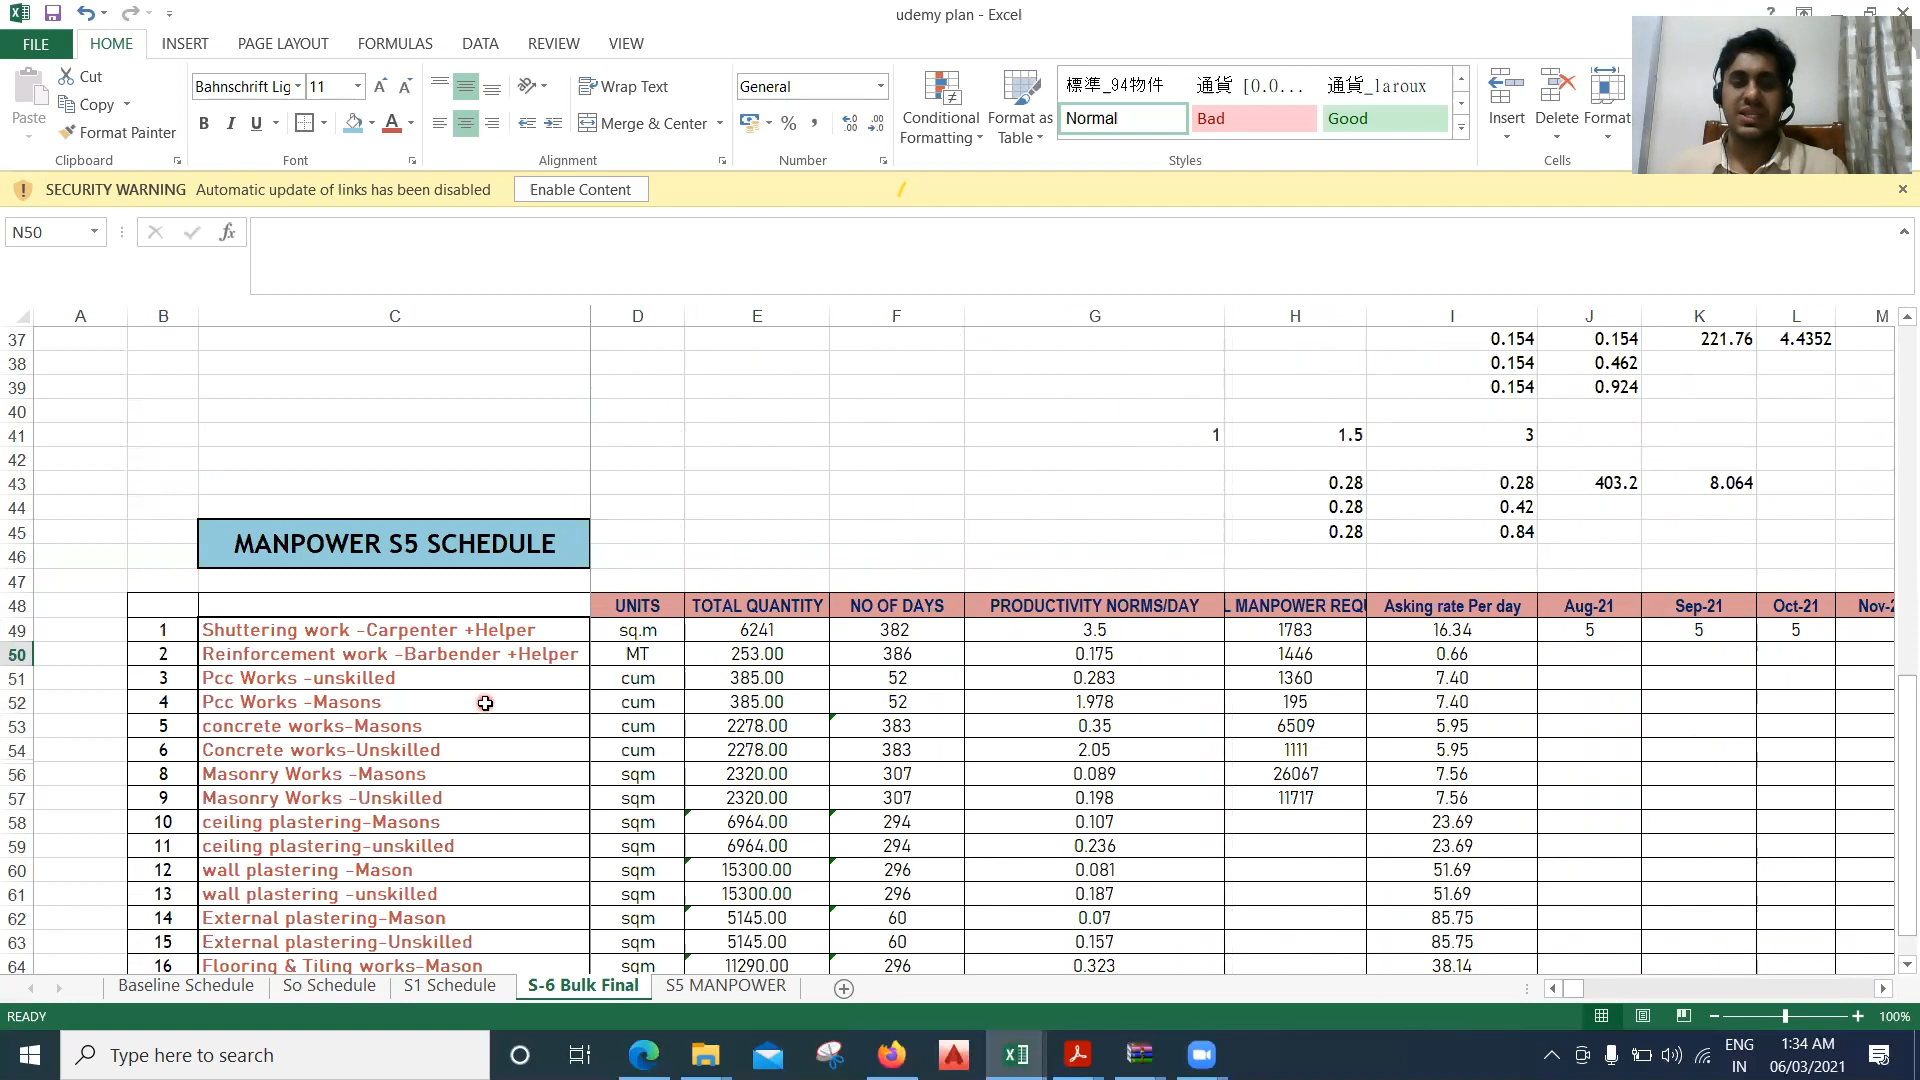 udemy plan - Excel
FILE HOME INSERT PAGE LAYOUT FORMULAS DATA REVIEW VIEW
Cut
Copy
Format Painter
Paste
Bahnschrift Lig 11
Wrap Text
Merge & Center
General
Conditional Formatting
Format as Table
標準_94物件 通貨 [0.0... 通貨_laroux
Normal Bad Good
Insert Delete Format
Clipboard Font Alignment Number Styles Cells
SECURITY WARNING Automatic update of links has been disabled Enable Content
N50
A B C D E F G H I J K L M
37 0.154 0.154 221.76 4.4352
38 0.154 0.462
39 0.154 0.924
40
41 1 1.5 3
42
43 0.28 0.28 403.2 8.064
44 0.28 0.42
45 0.28 0.84
MANPOWER S5 SCHEDULE
46
47
48 UNITS TOTAL QUANTITY NO OF DAYS PRODUCTIVITY NORMS/DAY L MANPOWER REQU Asking rate Per day Aug-21 Sep-21 Oct-21 Nov-2
49 1 Shuttering work -Carpenter +Helper sq.m 6241 382 3.5 1783 16.34 5 5 5
50 2 Reinforcement work -Barbender +Helper MT 253.00 386 0.175 1446 0.66
51 3 Pcc Works -unskilled cum 385.00 52 0.283 1360 7.40
52 4 Pcc Works -Masons cum 385.00 52 1.978 195 7.40
53 5 concrete works-Masons cum 2278.00 383 0.35 6509 5.95
54 6 Concrete works-Unskilled cum 2278.00 383 2.05 1111 5.95
56 8 Masonry Works -Masons sqm 2320.00 307 0.089 26067 7.56
57 9 Masonry Works -Unskilled sqm 2320.00 307 0.198 11717 7.56
58 10 ceiling plastering-Masons sqm 6964.00 294 0.107 23.69
59 11 ceiling plastering-unskilled sqm 6964.00 294 0.236 23.69
60 12 wall plastering -Mason sqm 15300.00 296 0.081 51.69
61 13 wall plastering -unskilled sqm 15300.00 296 0.187 51.69
62 14 External plastering-Mason sqm 5145.00 60 0.07 85.75
63 15 External plastering-Unskilled sqm 5145.00 60 0.157 85.75
64 16 Flooring & Tiling works-Mason sqm 11290.00 296 0.323 38.14
Baseline Schedule So Schedule S1 Schedule S-6 Bulk Final S5 MANPOWER
READY 100%
Type here to search
ENG
IN
1:34 AM
06/03/2021